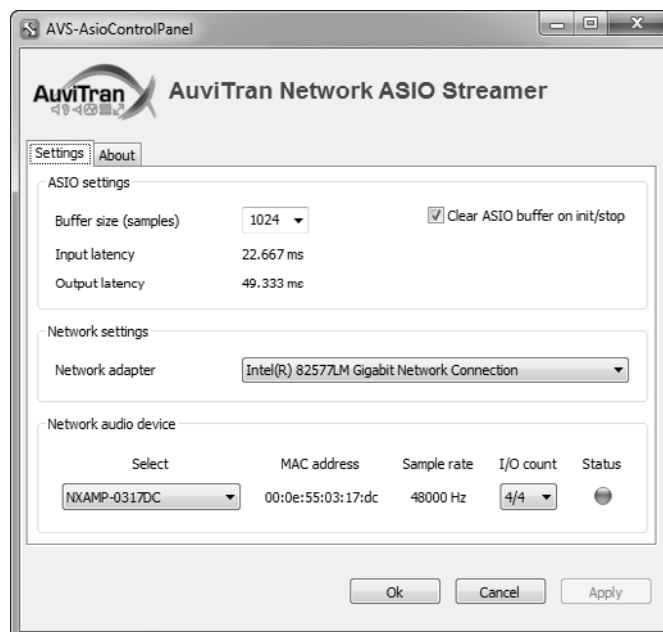 AVS-AsioControlPanel
AuviTran
AuviTran Network ASIO Streamer
Settings About
ASIO settings
Buffer size (samples) 1024 Clear ASIO buffer on init/stop
Input latency 22.667 ms
Output latency 49.333 ms
Network settings
Network adapter Intel(R) 82577LM Gigabit Network Connection
Network audio device
Select MAC address Sample rate I/O count Status
NXAMP-0317DC 00:0e:55:03:17:dc 48000 Hz 4/4
Ok Cancel Apply